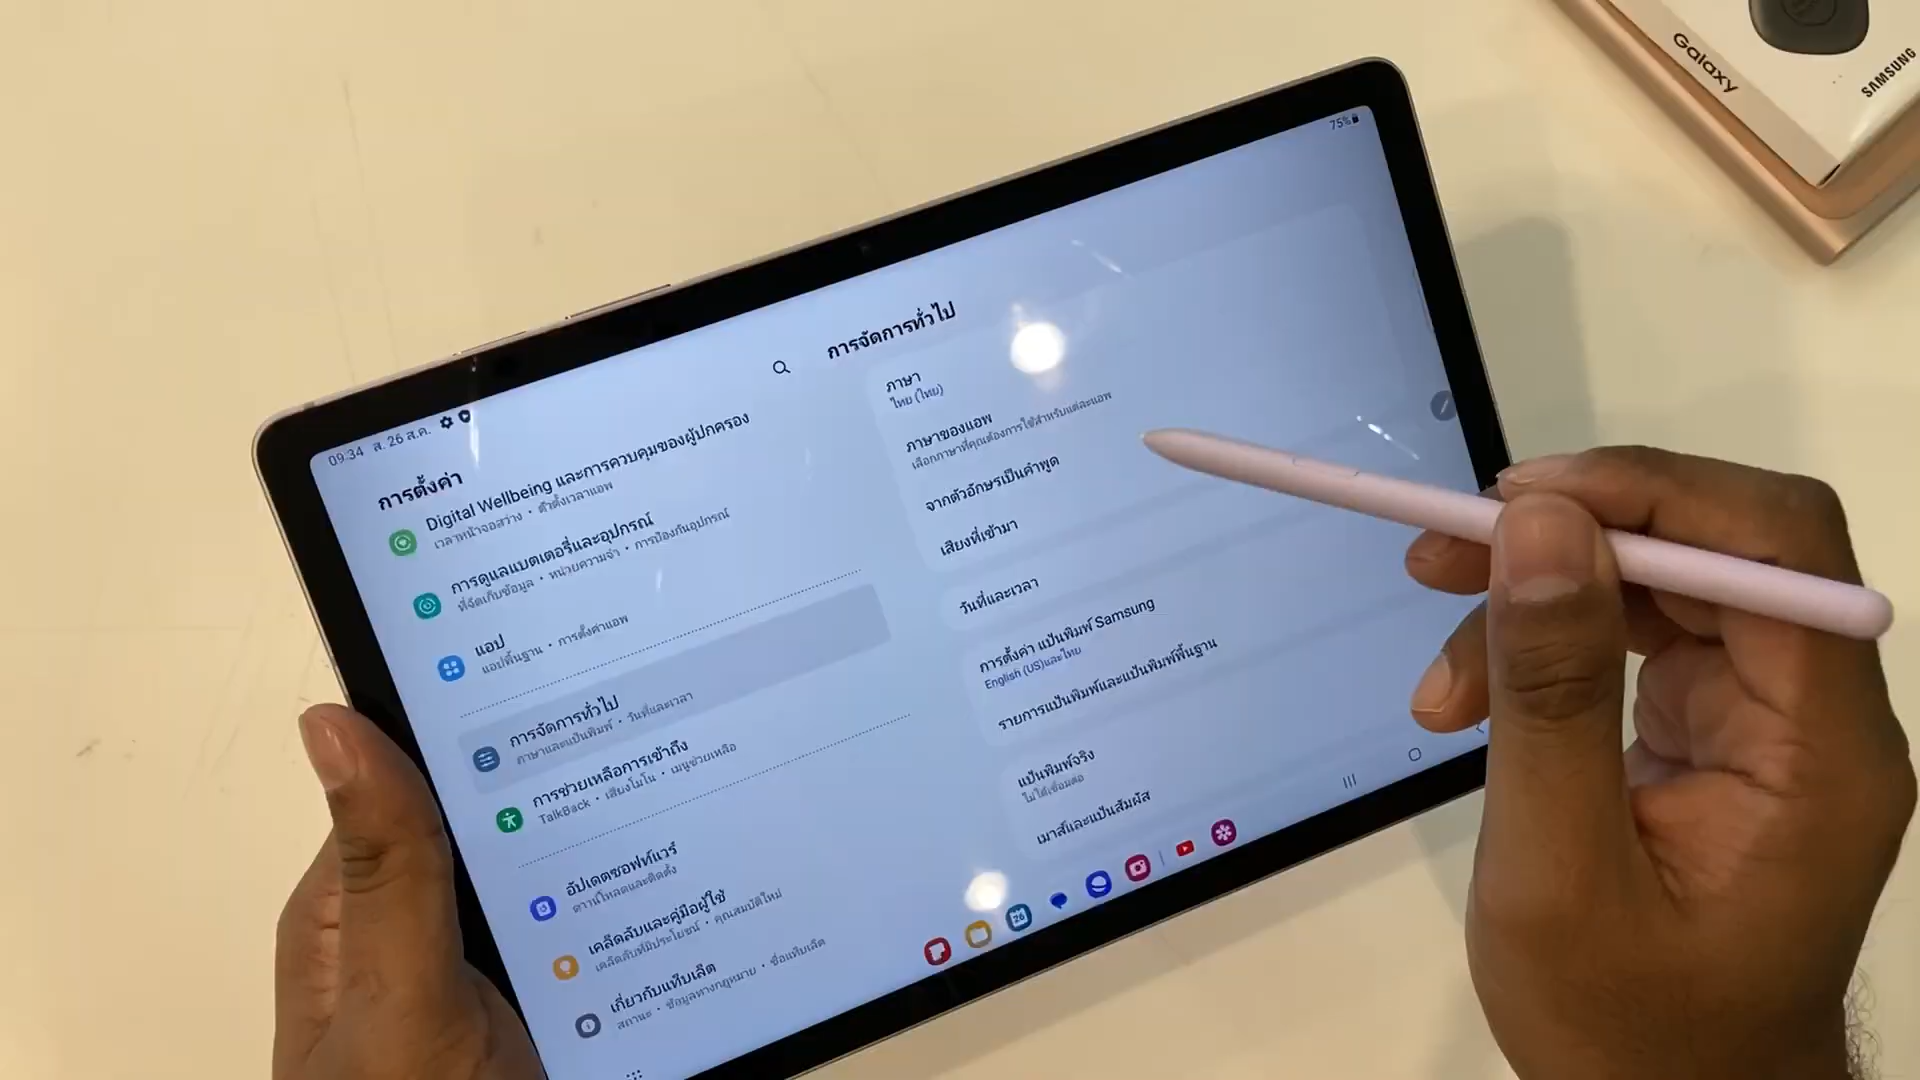 Galaxy
SAMSUNG
75%
09:34 ส. 26 ส.ค.
การตั้งค่า
Digital Wellbeing และการควบคุมของผู้ปกครอง
เวลาหน้าจอสว่าง • ตัวตั้งเวลาแอพ
การดูแลแบตเตอรี่และอุปกรณ์
ที่จัดเก็บข้อมูล • หน่วยความจำ • การป้องกันอุปกรณ์
แอป
แอปพื้นฐาน • การตั้งค่าแอพ
การจัดการทั่วไป
ภาษาและแป้นพิมพ์ • วันที่และเวลา
การช่วยเหลือการเข้าถึง
TalkBack • เสียงโมโน • เมนูช่วยเหลือ
อัปเดตซอฟท์แวร์
ดาวน์โหลดและติดตั้ง
เคล็ดลับและคู่มือผู้ใช้
เคล็ดลับที่มีประโยชน์ • คุณสมบัติใหม่
เกี่ยวกับแท็บเล็ต
สถานะ • ข้อมูลทางกฎหมาย • ชื่อแท็บเล็ต
การจัดการทั่วไป
ภาษา
ไทย (ไทย)
ภาษาของแอพ
เลือกภาษาที่คุณต้องการใช้สำหรับแต่ละแอพ
จากตัวอักษรเป็นคำพูด
เสียงที่เข้ามา
วันที่และเวลา
การตั้งค่า แป้นพิมพ์ Samsung
English (US)และไทย
รายการแป้นพิมพ์และแป้นพิมพ์พื้นฐาน
แป้นพิมพ์จริง
ไม่ได้เชื่อมต่อ
เมาส์และแป้นสัมผัส
26